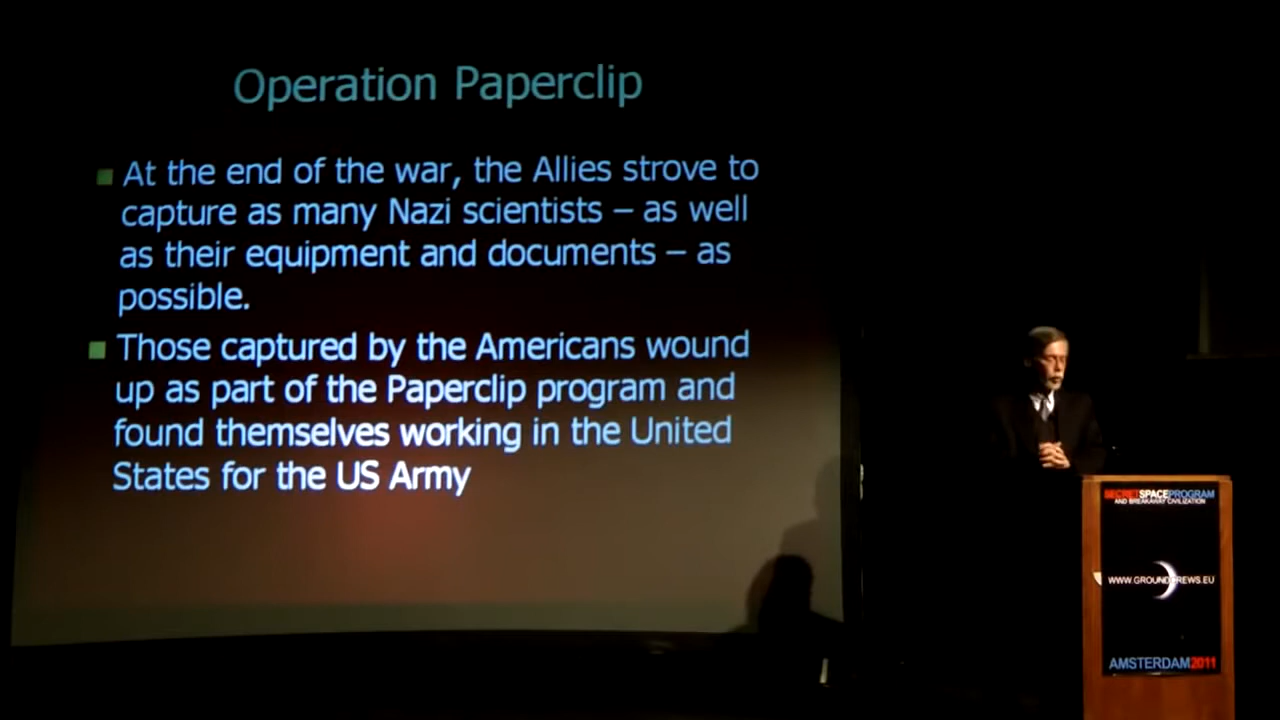 Operation Paperclip
At the end of the war, the Allies strove to
capture as many Nazi scientists – as well
as their equipment and documents – as
possible.
Those captured by the Americans wound
up as part of the Paperclip program and
found themselves working in the United
States for the US Army
SECRETSPACEPROGRAM
AND BREAKAWAY CIVILIZATION
WWW.GROUNDCREWS.EU
AMSTERDAM2011